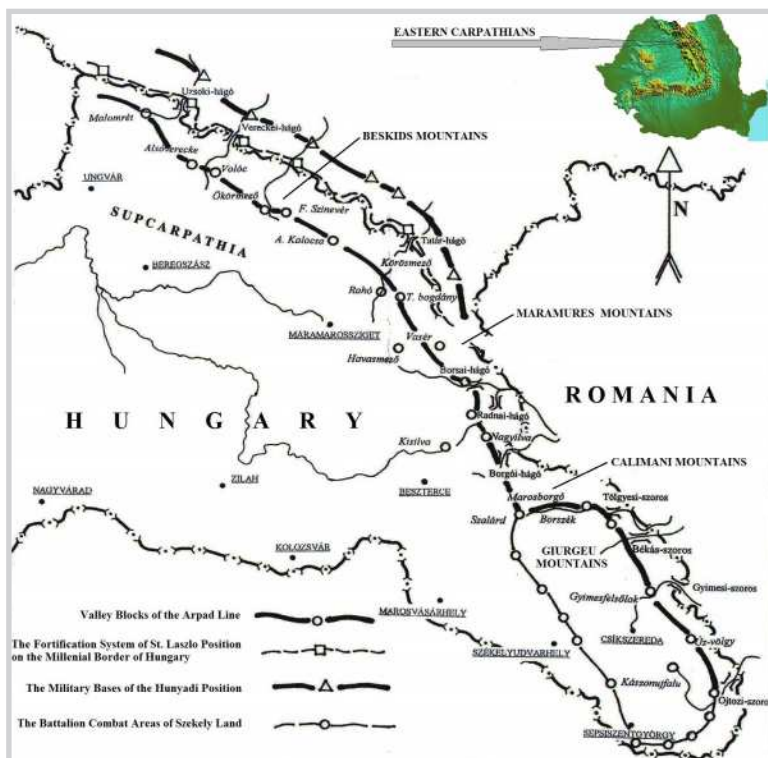 EASTERN CARPATHIANS
Uzsoki-hágó
Malomrét
Vereckei-hágó
BESKIDS MOUNTAINS
Alsóverecke
Volóc
UNGVÁR
Ökörmező
F. Szinevér
N
SUPCARPATHIA
A. Kalocsa
Tatár-hágó
BEREGSZÁSZ
Körösmező
Rahó
T. bogdány
MARAMURES MOUNTAINS
MÁRAMAROSSZIGET
Vasér
Havasmező
Borsai-hágó
ROMANIA
HUNGARY
Radnai-hágó
Nagyilva
Kisilva
CALIMANI MOUNTAINS
Borgói-hágó
ZILAH
BESZTERCE
Marosborgó
Tölgyesi-szoros
NAGYVÁRAD
Szalárd
Borszék
Békás-szoros
KOLOZSVÁR
GIURGEU
MOUNTAINS
Gyimesi-szoros
Gyimesfelsőlok
Valley Blocks of the Arpad Line
MAROSVÁSÁRHELY
CSÍKSZEREDA
The Fortification System of St. Laszlo Position
on the Millenial Border of Hungary
SZÉKELYUDVARHELY
Úz-völgy
The Military Bases of the Hunyadi Position
Kászonujfalu
Ojtozi-szoros
The Battalion Combat Areas of Szekely Land
SEPSISZENTGYÖRGY